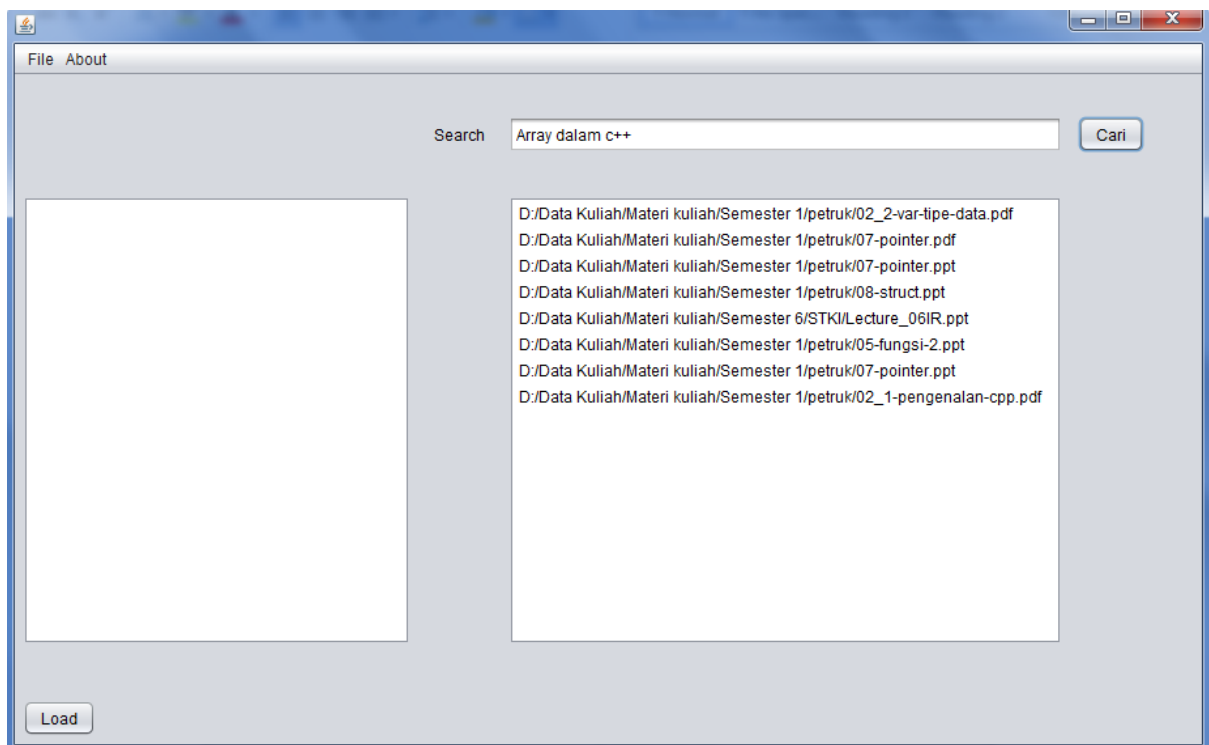 File About
Search Array dalam c++ Cari
D:/Data Kuliah/Materi kuliah/Semester 1/petruk/02_2-var-tipe-data.pdf
D:/Data Kuliah/Materi kuliah/Semester 1/petruk/07-pointer.pdf
D:/Data Kuliah/Materi kuliah/Semester 1/petruk/07-pointer.ppt
D:/Data Kuliah/Materi kuliah/Semester 1/petruk/08-struct.ppt
D:/Data Kuliah/Materi kuliah/Semester 6/STKI/Lecture_06IR.ppt
D:/Data Kuliah/Materi kuliah/Semester 1/petruk/05-fungsi-2.ppt
D:/Data Kuliah/Materi kuliah/Semester 1/petruk/07-pointer.ppt
D:/Data Kuliah/Materi kuliah/Semester 1/petruk/02_1-pengenalan-cpp.pdf
Load